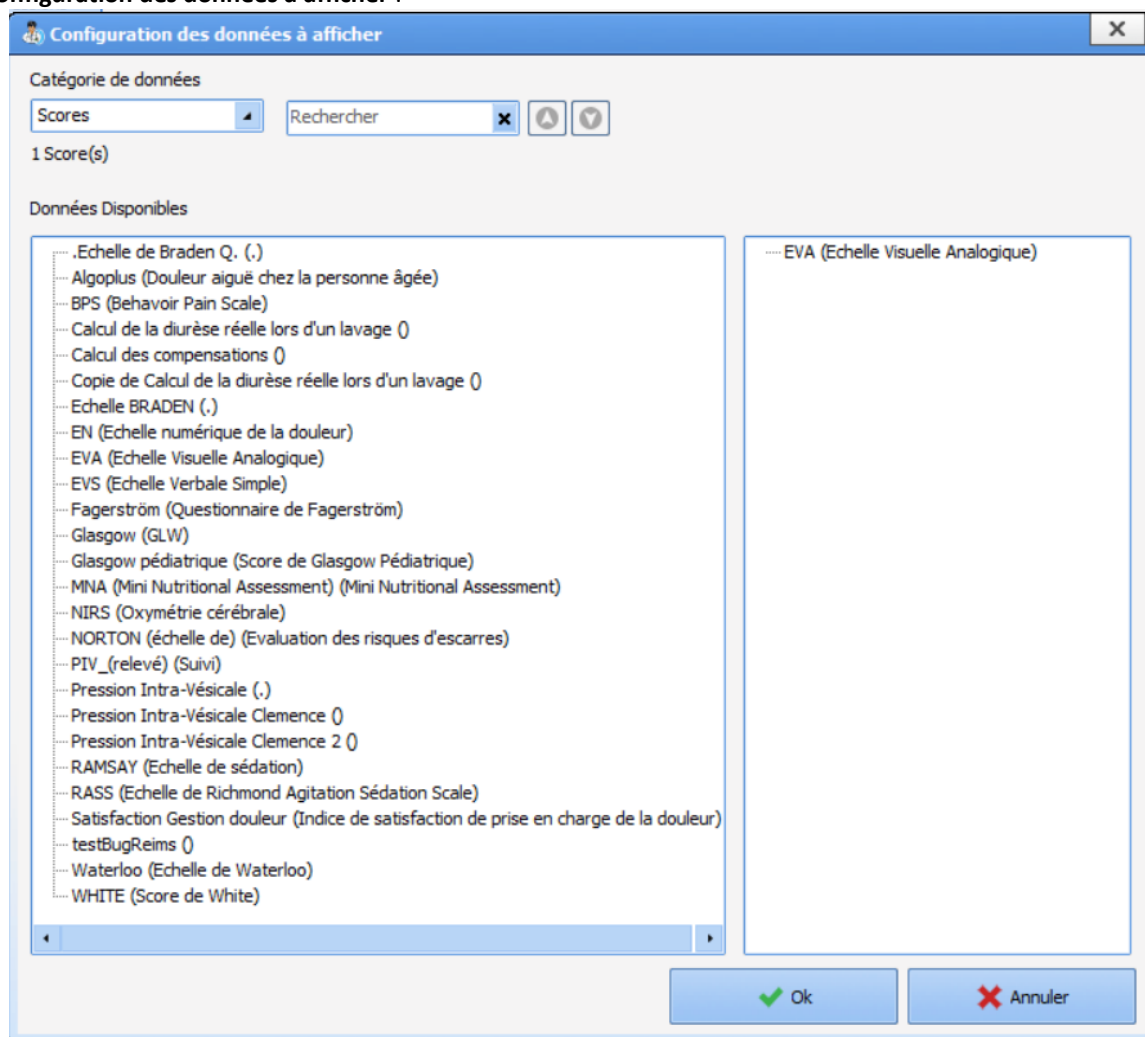 onfiguration des données à afficher :
Configuration des données à afficher
Catégorie de données
Scores
Rechercher
1 Score(s)
Données Disponibles
.Echelle de Braden Q. (.)
Algoplus (Douleur aiguë chez la personne âgée)
BPS (Behavoir Pain Scale)
Calcul de la diurèse réelle lors d'un lavage ()
Calcul des compensations ()
Copie de Calcul de la diurèse réelle lors d'un lavage ()
Echelle BRADEN (.)
EN (Echelle numérique de la douleur)
EVA (Echelle Visuelle Analogique)
EVS (Echelle Verbale Simple)
Fagerström (Questionnaire de Fagerström)
Glasgow (GLW)
Glasgow pédiatrique (Score de Glasgow Pédiatrique)
MNA (Mini Nutritional Assessment) (Mini Nutritional Assessment)
NIRS (Oxymétrie cérébrale)
NORTON (échelle de) (Evaluation des risques d'escarres)
PIV_(relevé) (Suivi)
Pression Intra-Vésicale (.)
Pression Intra-Vésicale Clemence ()
Pression Intra-Vésicale Clemence 2 ()
RAMSAY (Echelle de sédation)
RASS (Echelle de Richmond Agitation Sédation Scale)
Satisfaction Gestion douleur (Indice de satisfaction de prise en charge de la douleur)
testBugReims ()
Waterloo (Echelle de Waterloo)
WHITE (Score de White)
EVA (Echelle Visuelle Analogique)
Ok
Annuler